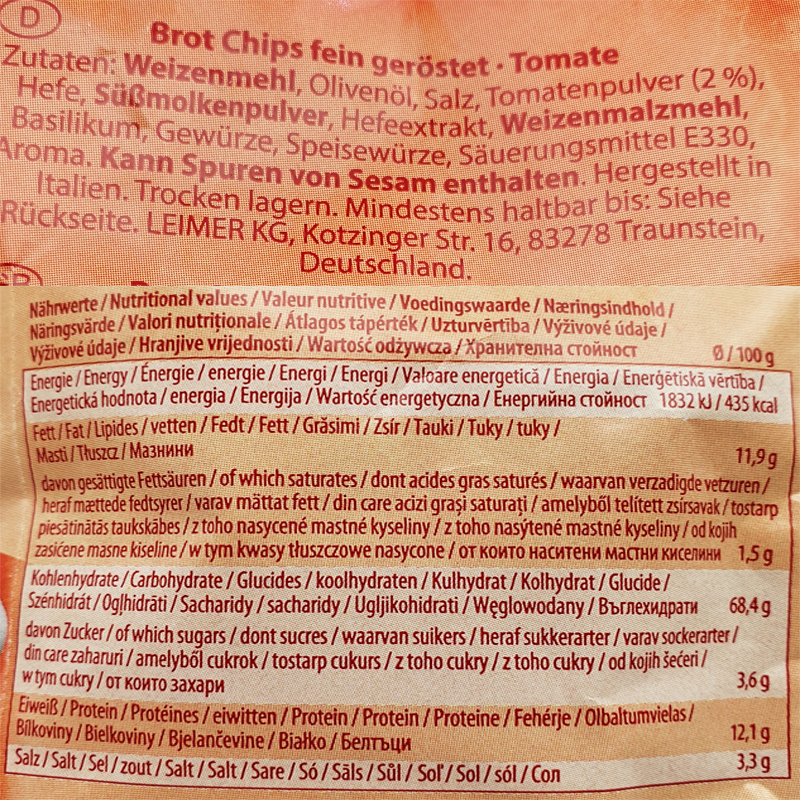 D
Brot Chips fein geröstet · Tomate
Zutaten: Weizenmehl, Olivenöl, Salz, Tomatenpulver (2 %),
Hefe, Süßmolkenpulver, Hefeextrakt, Weizenmalzmehl,
Basilikum, Gewürze, Speisewürze, Säuerungsmittel E330,
Aroma. Kann Spuren von Sesam enthalten. Hergestellt in
Italien. Trocken lagern. Mindestens haltbar bis: Siehe
Rückseite. LEIMER KG, Kotzinger Str. 16, 83278 Traunstein,
Deutschland.
Nährwerte / Nutritional values / Valeur nutritive / Voedingswaarde / Næringsindhold /
Näringsvärde / Valori nutriționale / Átlagos tápérték / Uzturvērtība / Výživové údaje /
Výživové údaje / Hranjive vrijednosti / Wartość odżywcza / Хранителна стойност Ø / 100 g
Energie / Energy / Énergie / energie / Energi / Energi / Valoare energetică / Energia / Enerģētiskā vērtība /
Energetická hodnota / energia / Energija / Wartość energetyczna / Енергийна стойност 1832 kJ / 435 kcal
Fett / Fat / Lipides / vetten / Fedt / Fett / Grăsimi / Zsír / Tauki / Tuky / tuky /
Masti / Tłuszcz / Мазнини 11,9 g
davon gesättigte Fettsäuren / of which saturates / dont acides gras saturés / waarvan verzadigde vetzuren /
heraf mættede fedtsyrer / varav mättat fett / din care acizi grași saturați / amelyből telített zsírsavak / tostarp
piesātinātās taukskābes / z toho nasycené mastné kyseliny / z toho nasýtené mastné kyseliny / od kojih
zasićene masne kiseline / w tym kwasy tłuszczowe nasycone / от които наситени мастни киселини 1,5 g
Kohlenhydrate / Carbohydrate / Glucides / koolhydraten / Kulhydrat / Kolhydrat / Glucide /
Szénhidrát / Ogļhidrāti / Sacharidy / sacharidy / Ugljikohidrati / Węglowodany / Въглехидрати 68,4 g
davon Zucker / of which sugars / dont sucres / waarvan suikers / heraf sukkerarter / varav sockerarter /
din care zaharuri / amelyből cukrok / tostarp cukurs / z toho cukry / z toho cukry / od kojih šećeri /
w tym cukry / от които захари 3,6 g
Eiweiß / Protein / Protéines / eiwitten / Protein / Protein / Proteine / Fehérje / Olbaltumvielas /
Bílkoviny / Bielkoviny / Bjelančevine / Białko / Белтъци 12,1 g
Salz / Salt / Sel / zout / Salt / Salt / Sare / Só / Sāls / Sůl / Soľ / Sol / sól / Сол 3,3 g